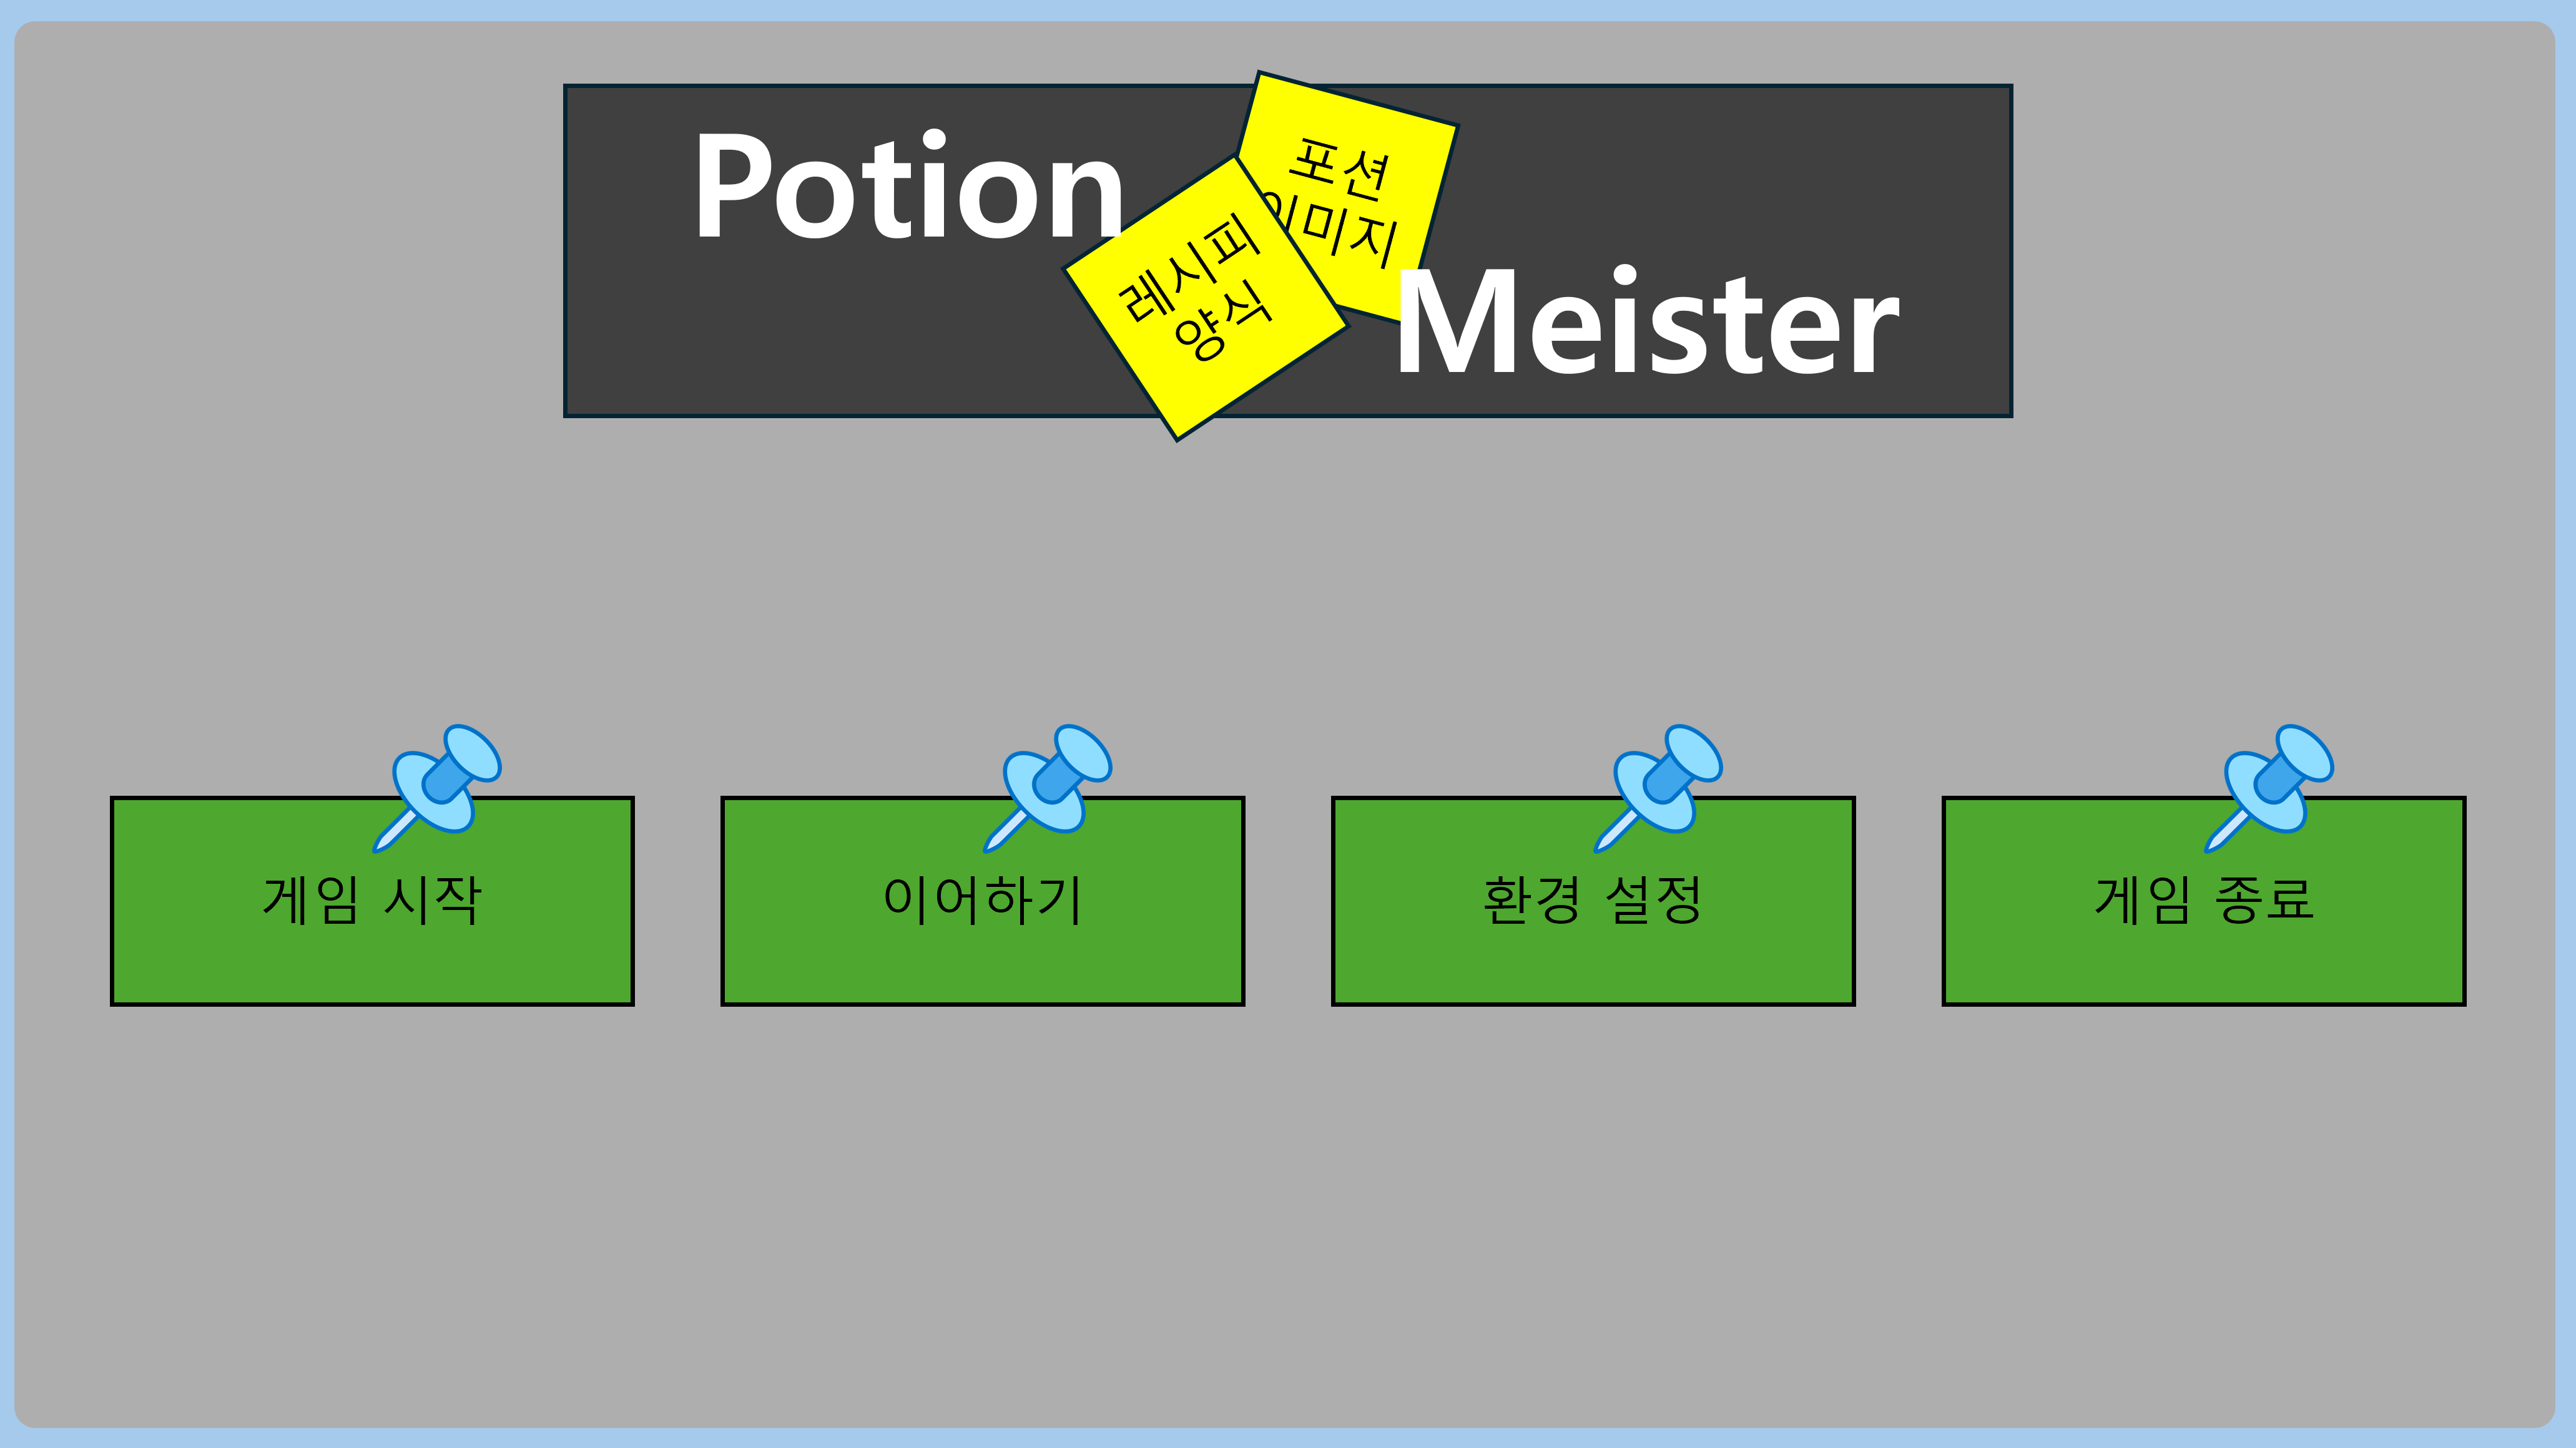 Potion
포션
이미지
레시피
양식
Meister
게임 시작
이어하기
환경 설정
게임 종료